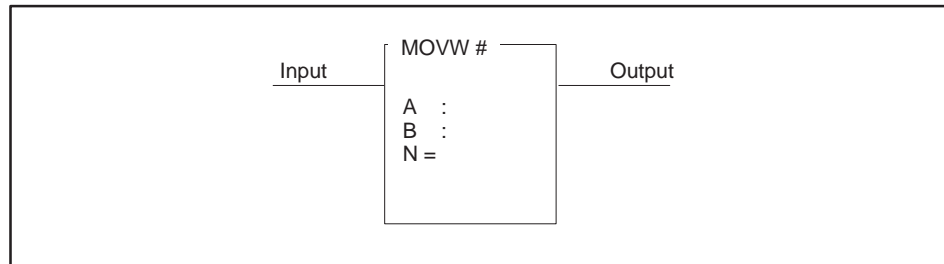 MOVW #
Input
Output
A :
B :
N =